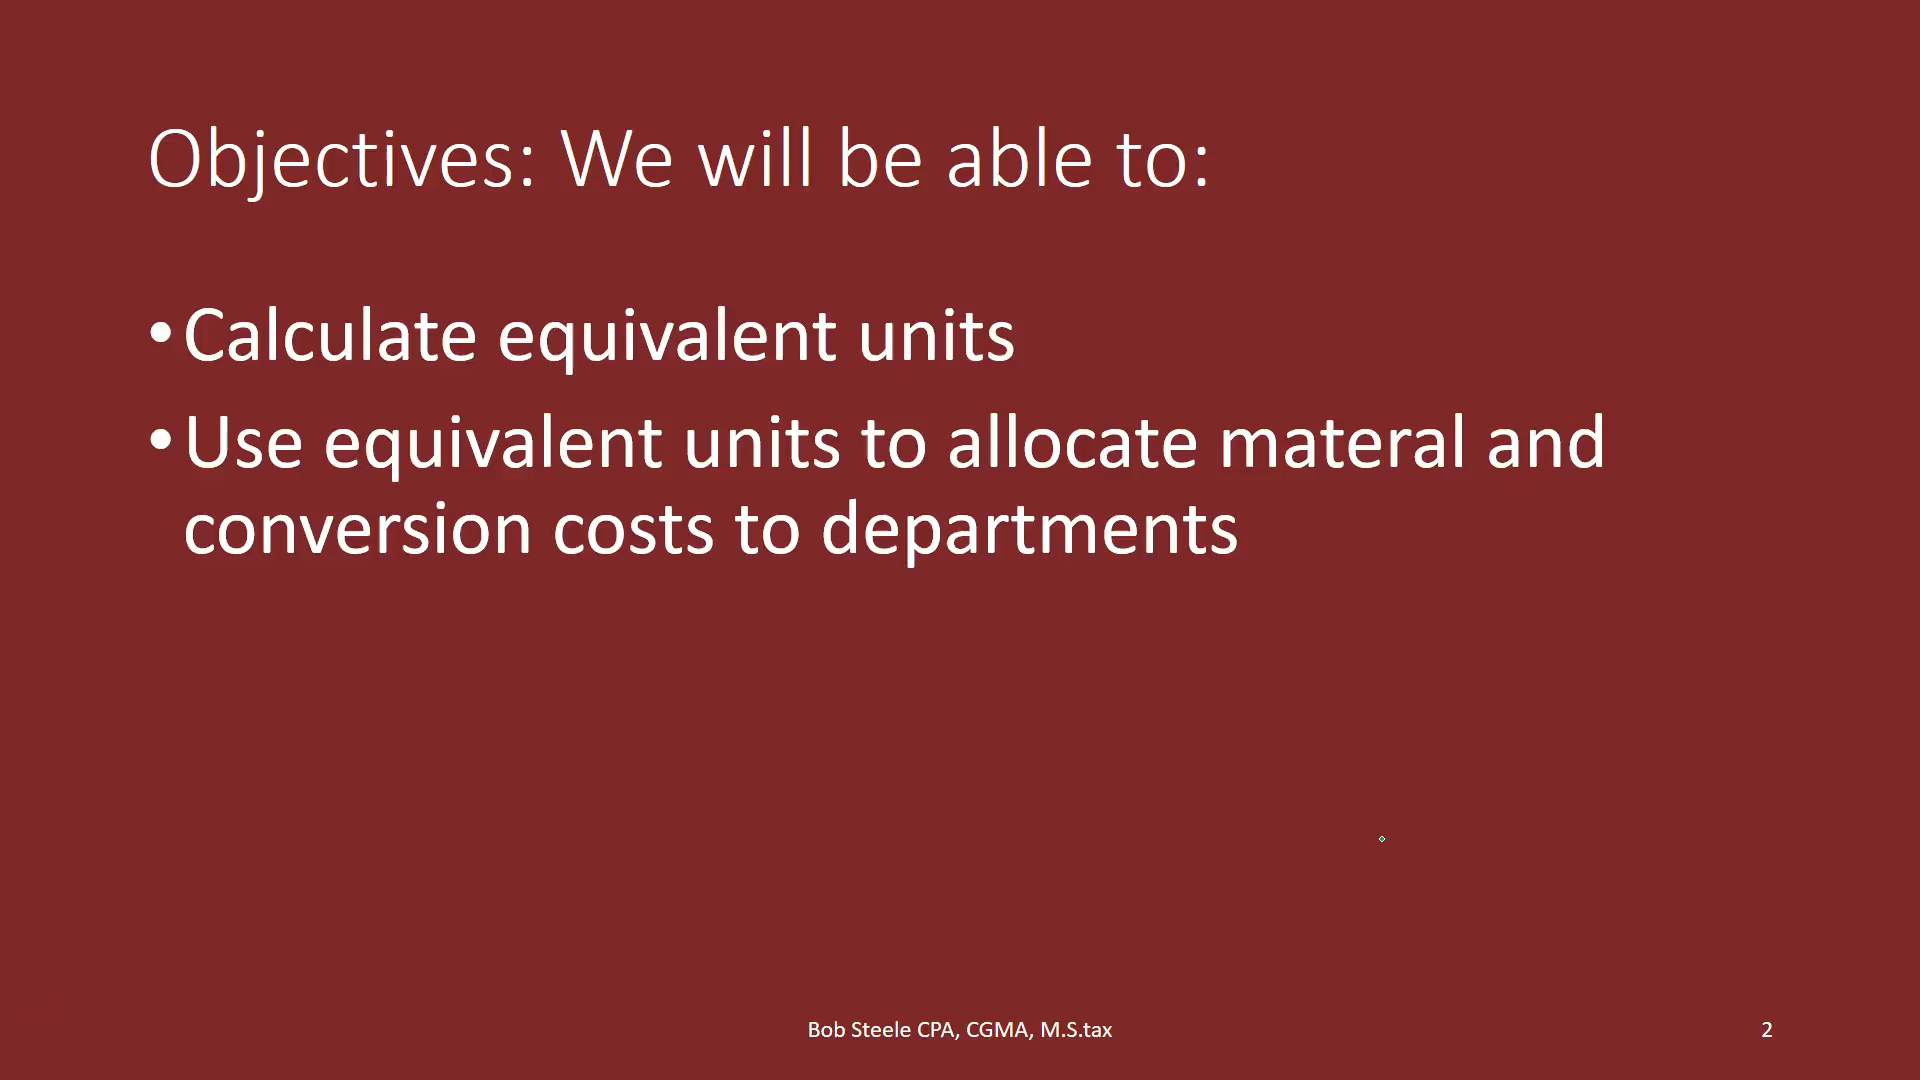 Objectives: We will be able to:
•Calculate equivalent units
•Use equivalent units to allocate materal and
conversion costs to departments
Bob Steele CPA, CGMA, M.S.tax
2